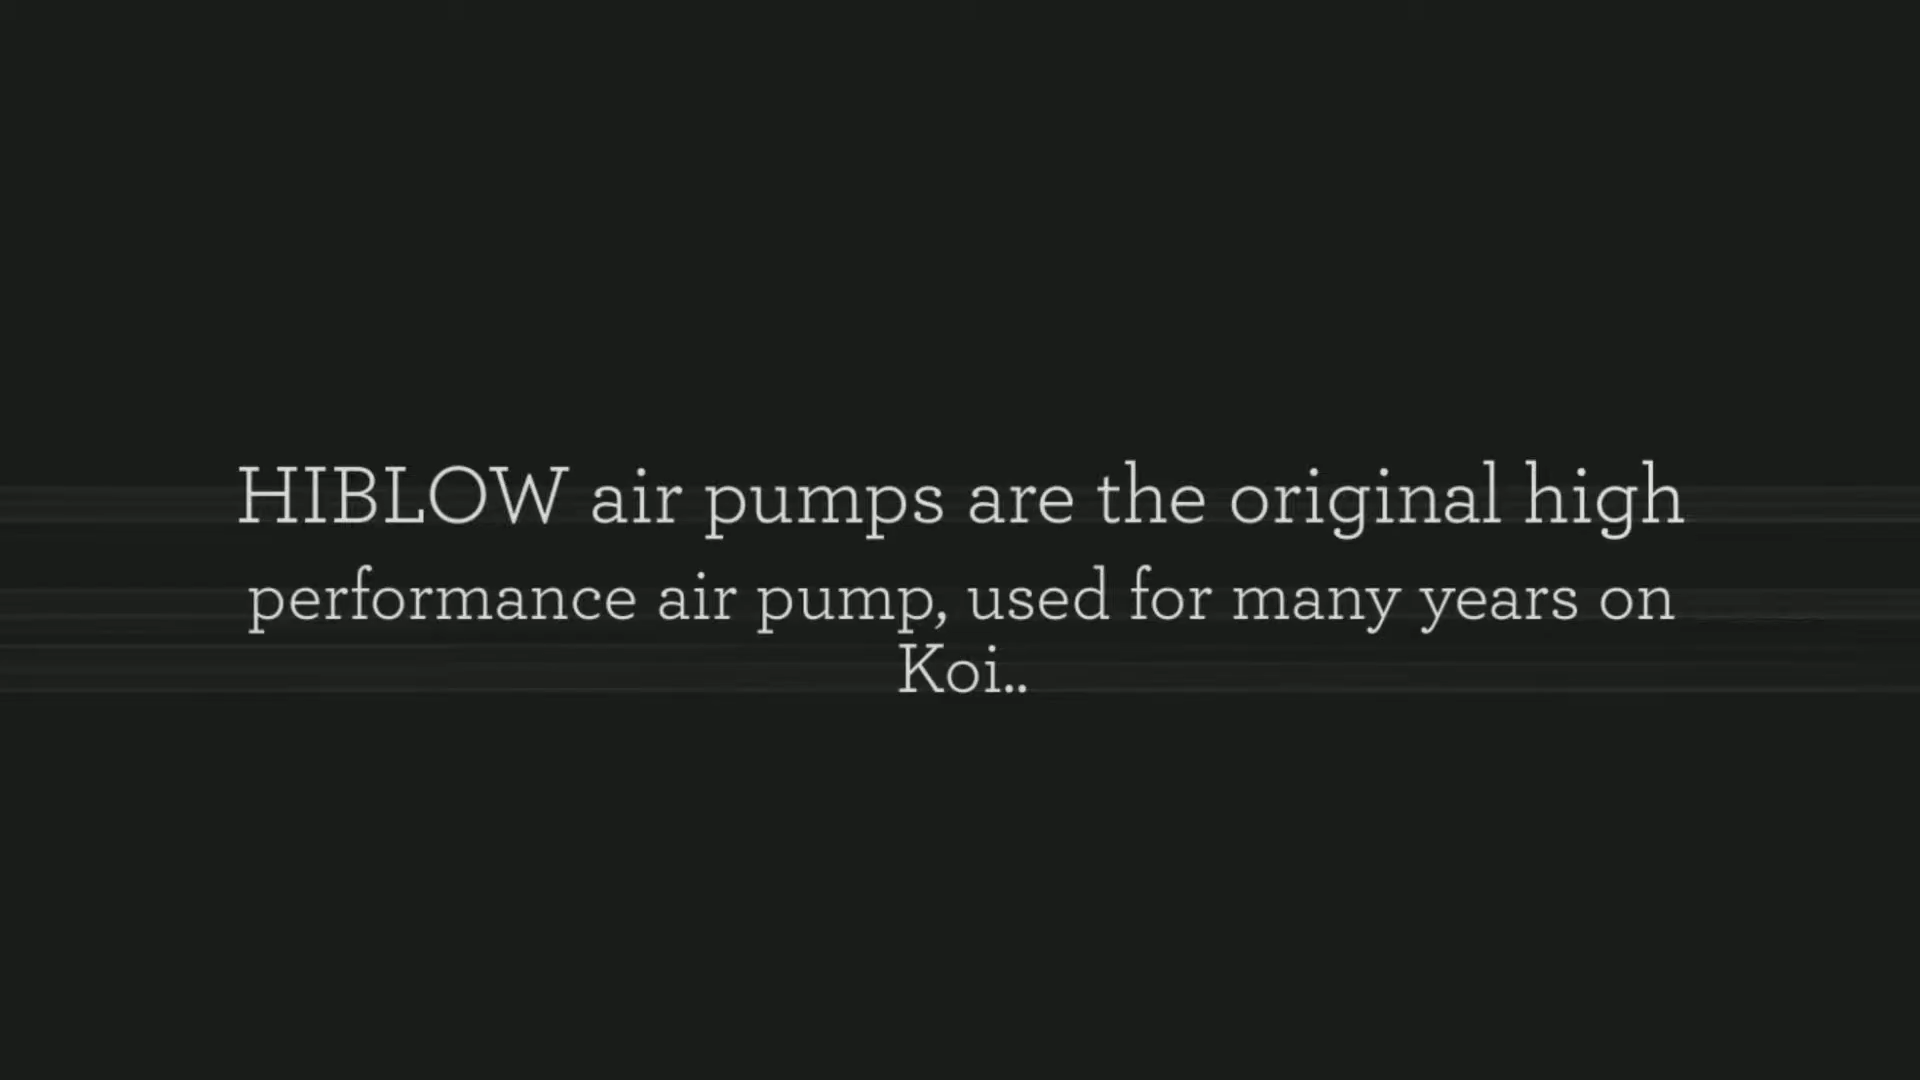 HIBLOW air pumps are the original high
performance air pump, used for many years on
Koi..